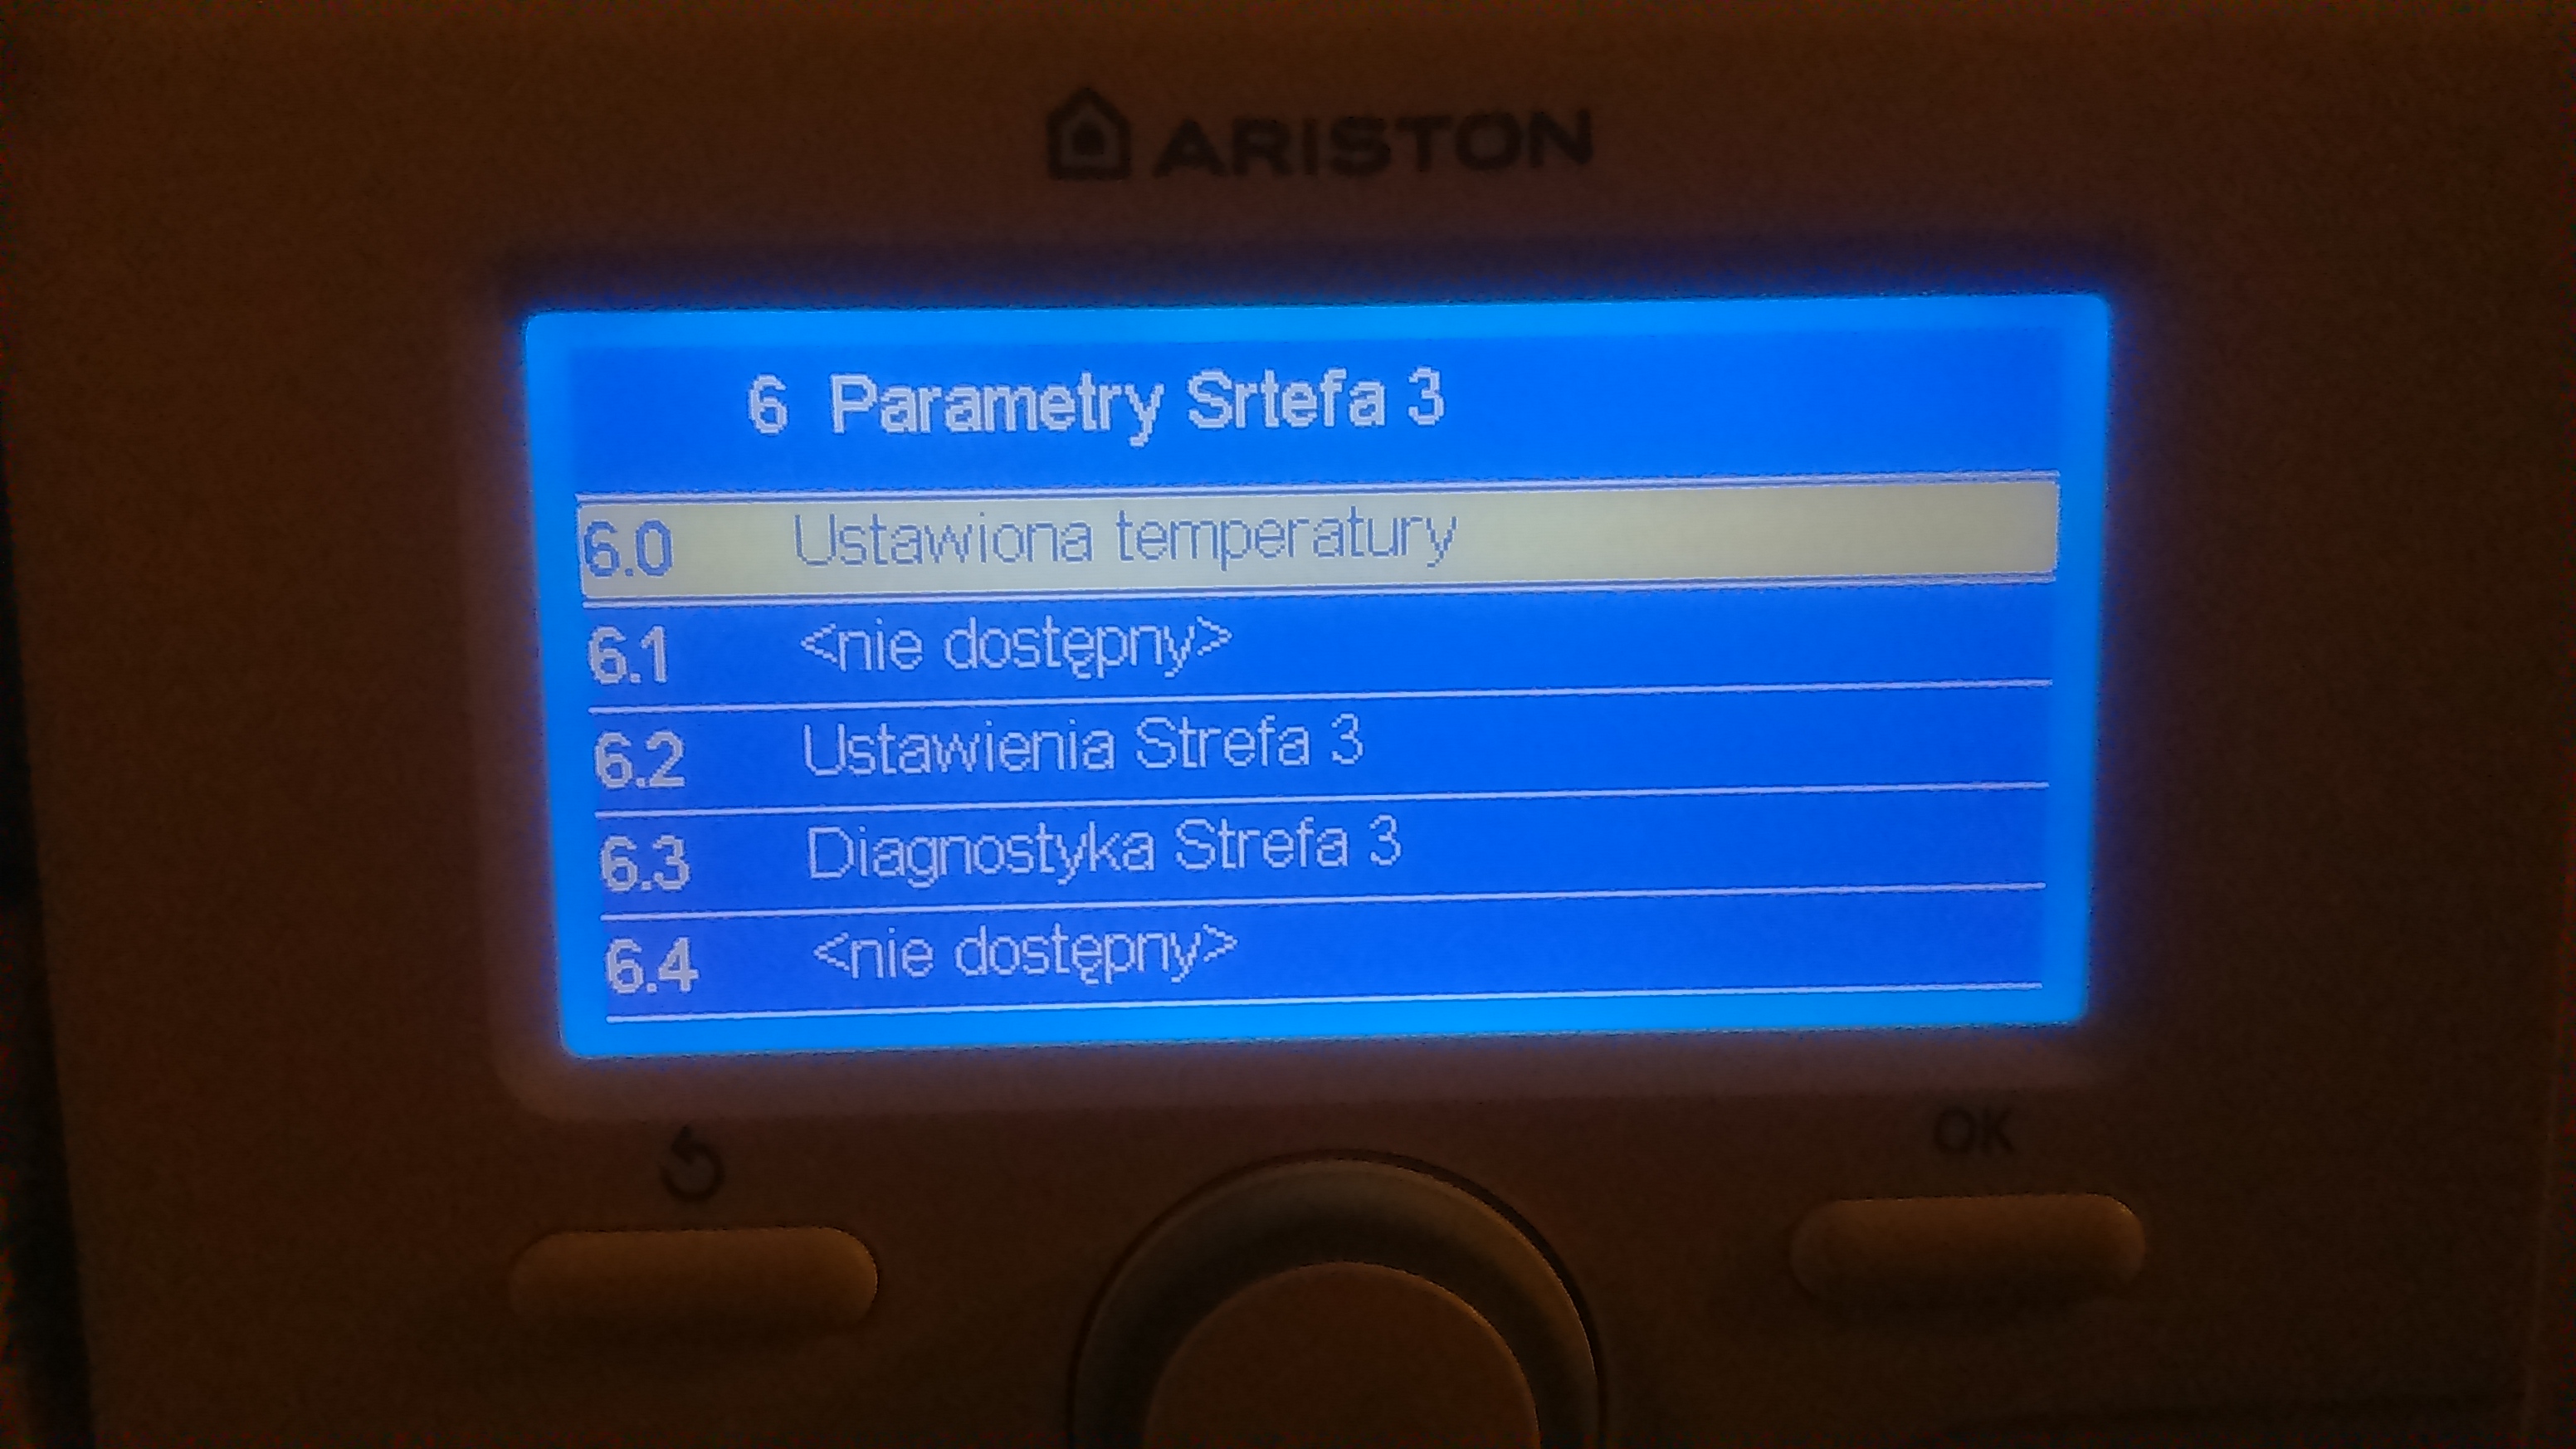 ARISTON
6 Parametry Srtefa 3
6.0 Ustawiona temperatury
6.1 <nie dostępny>
6.2 Ustawienia Strefa 3
6.3 Diagnostyka Strefa 3
6.4 <nie dostępny>
OK